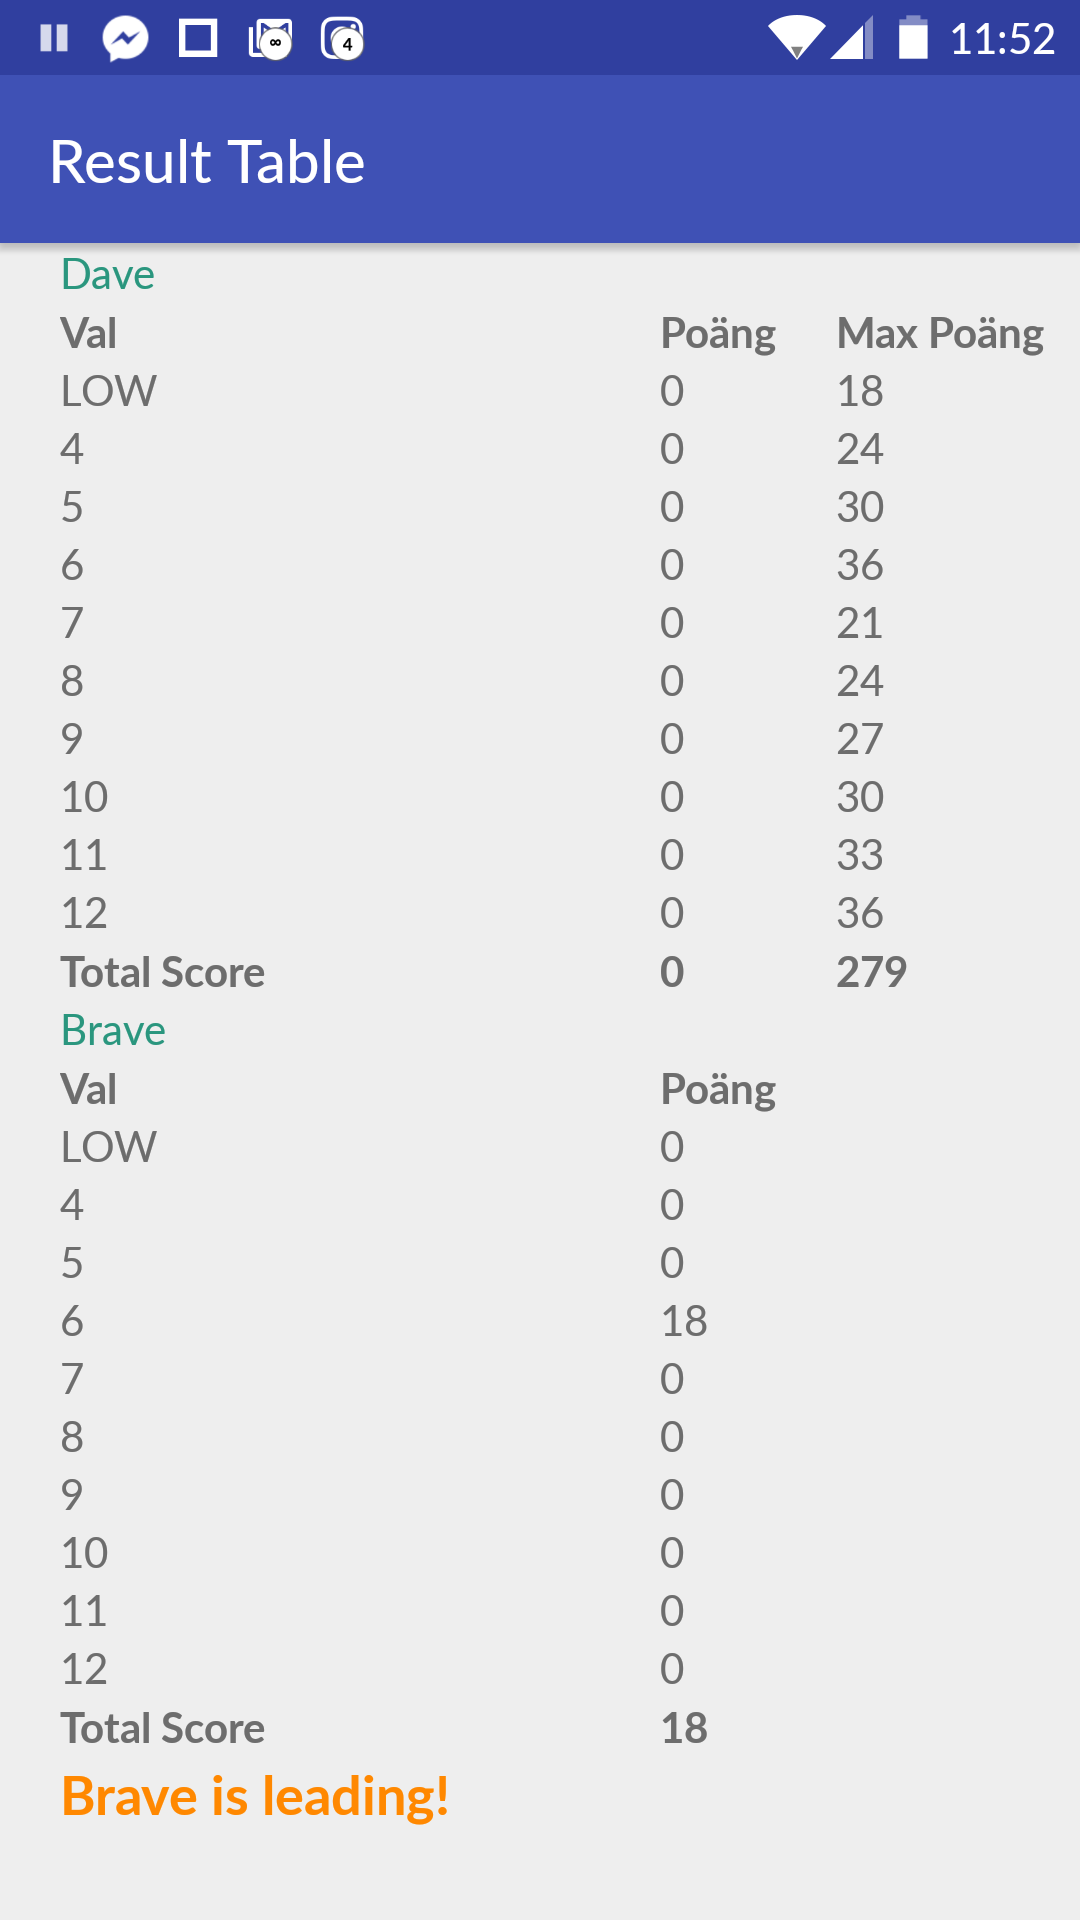 ∞ 4 11:52
Result Table
Dave
Val Poäng Max Poäng
LOW 0 18
4 0 24
5 0 30
6 0 36
7 0 21
8 0 24
9 0 27
10 0 30
11 0 33
12 0 36
Total Score 0 279
Brave
Val Poäng
LOW 0
4 0
5 0
6 18
7 0
8 0
9 0
10 0
11 0
12 0
Total Score 18
Brave is leading!